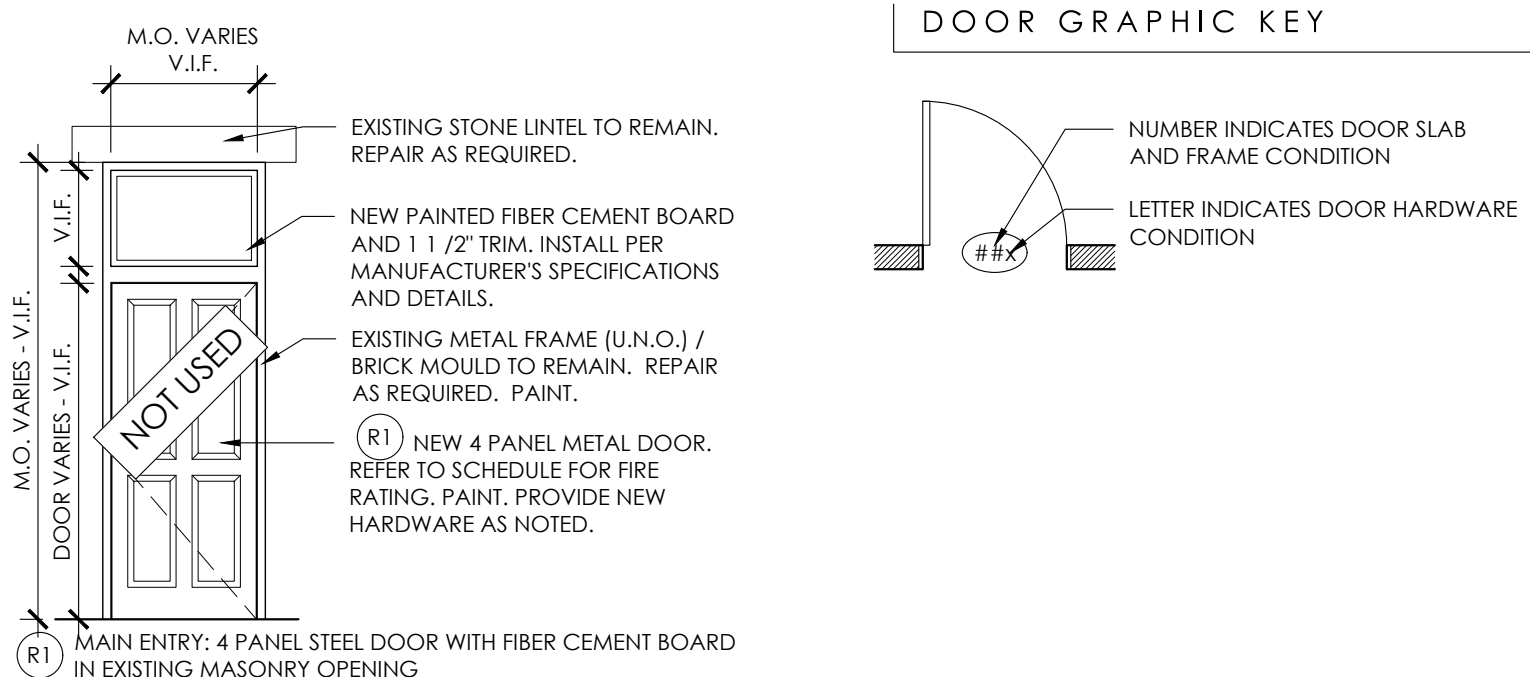 M.O. VARIES
V.I.F.
EXISTING STONE LINTEL TO REMAIN.
REPAIR AS REQUIRED.
V.I.F.
NEW PAINTED FIBER CEMENT BOARD
AND 1 1 /2" TRIM. INSTALL PER
MANUFACTURER'S SPECIFICATIONS
AND DETAILS.
M.O. VARIES - V.I.F.
DOOR VARIES - V.I.F.
NOT USED
EXISTING METAL FRAME (U.N.O.) /
BRICK MOULD TO REMAIN. REPAIR
AS REQUIRED. PAINT.
R1 NEW 4 PANEL METAL DOOR.
REFER TO SCHEDULE FOR FIRE
RATING. PAINT. PROVIDE NEW
HARDWARE AS NOTED.
R1 MAIN ENTRY: 4 PANEL STEEL DOOR WITH FIBER CEMENT BOARD
IN EXISTING MASONRY OPENING
DOOR GRAPHIC KEY
NUMBER INDICATES DOOR SLAB
AND FRAME CONDITION
LETTER INDICATES DOOR HARDWARE
CONDITION
##x